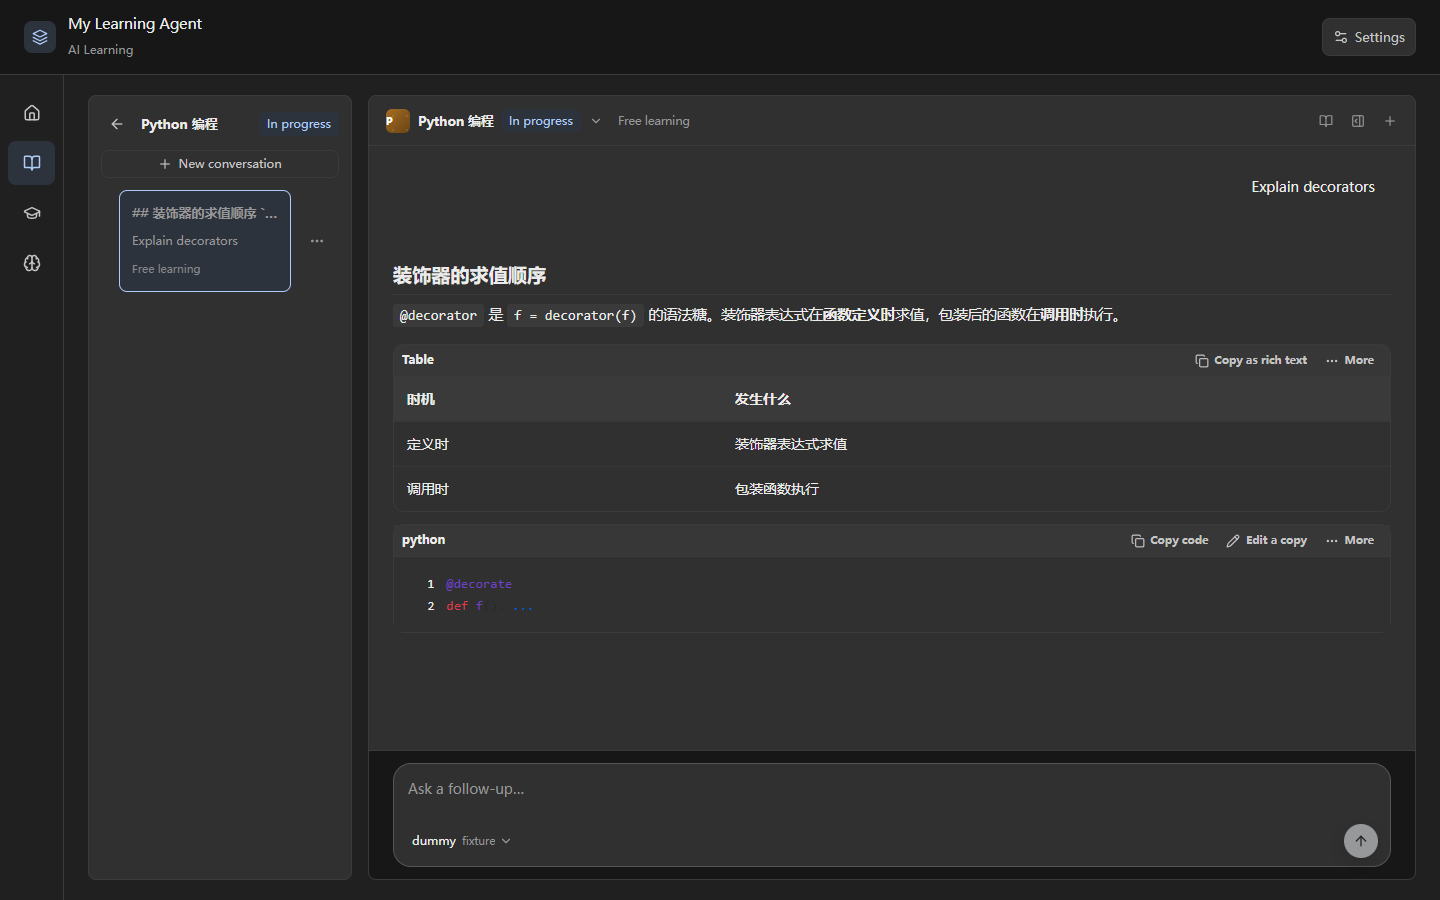 My Learning Agent
AI Learning
Settings
Python 编程
In progress
New conversation
## 装饰器的求值顺序 `...
Explain decorators
Free learning
P
Python 编程
In progress
Free learning
Explain decorators
装饰器的求值顺序
@decorator 是 f = decorator(f) 的语法糖。装饰器表达式在函数定义时求值，包装后的函数在调用时执行。
Table
Copy as rich text
More
时机
发生什么
定义时
装饰器表达式求值
调用时
包装函数执行
python
Copy code
Edit a copy
More
1 @decorate
2 def f ...
Ask a follow-up...
dummy fixture